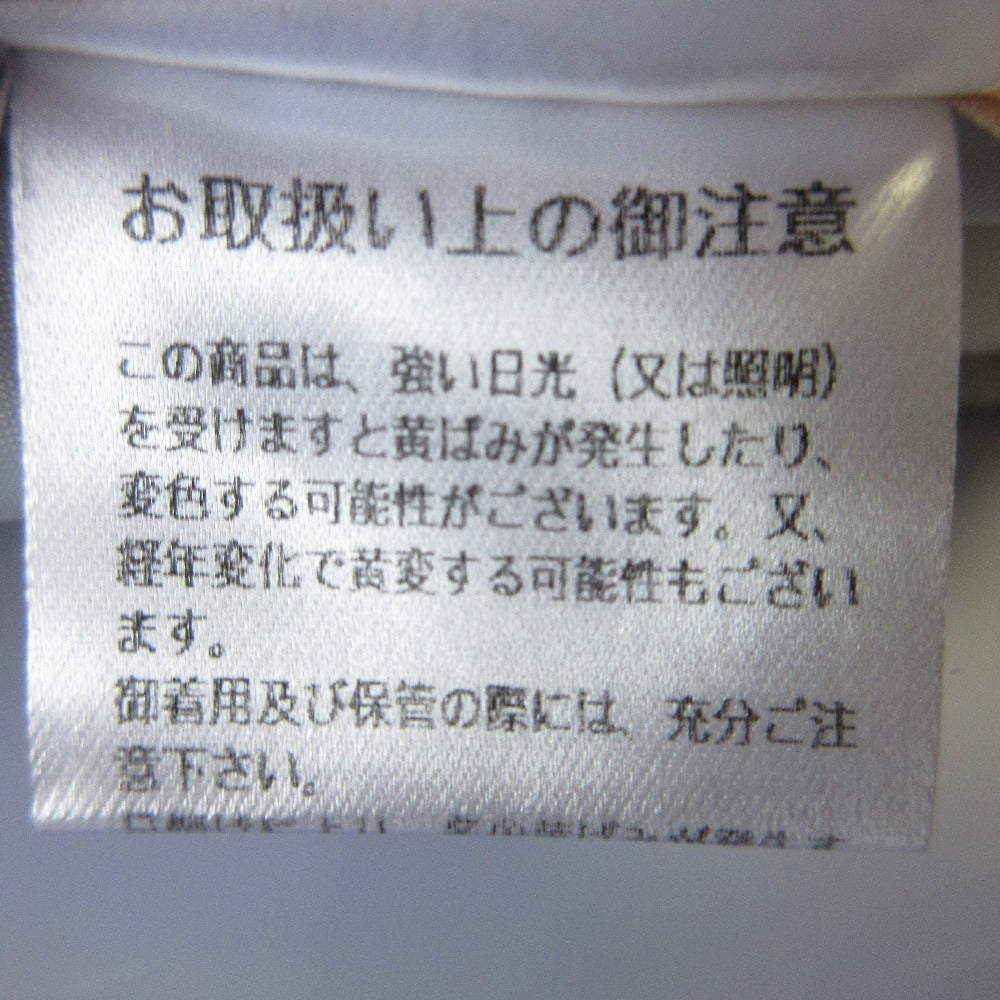 お取扱い上の御注意
この商品は、強い日光（又は照明）
を受けますと黄ばみが発生したり、
変色する可能性がございます。又、
経年変化で黄変する可能性もござい
ます。
御着用及び保管の際には、充分ご注
意下さい。